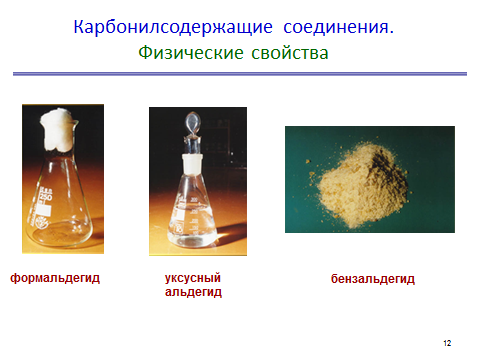 Карбонилсодержащие соединения.
Физические свойства
формальдегид
уксусный
альдегид
бензальдегид
12